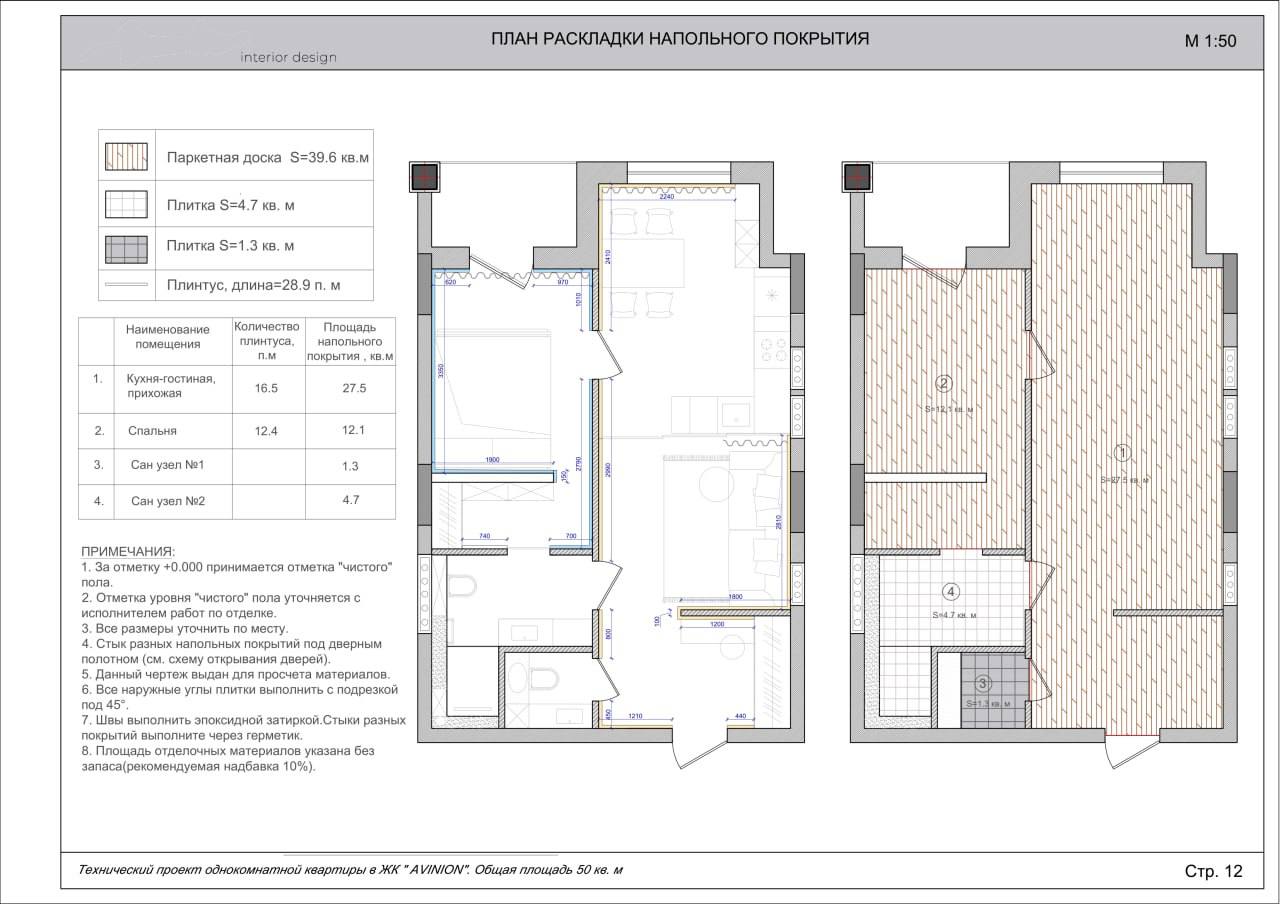 interior design
ПЛАН РАСКЛАДКИ НАПОЛЬНОГО ПОКРЫТИЯ
М 1:50
Паркетная доска S=39.6 кв.м
Плитка S=4.7 кв. м
Плитка S=1.3 кв. м
Плинтус, длина=28.9 п. м
Наименование
помещения
Количество
плинтуса,
п.м
Площадь
напольного
покрытия , кв.м
1.
Кухня-гостиная,
прихожая
16.5
27.5
2.
Спальня
12.4
12.1
3.
Сан узел №1
1.3
4.
Сан узел №2
4.7
ПРИМЕЧАНИЯ:
1. За отметку +0.000 принимается отметка "чистого"
пола.
2. Отметка уровня "чистого" пола уточняется с
исполнителем работ по отделке.
3. Все размеры уточнить по месту.
4. Стык разных напольных покрытий под дверным
полотном (см. схему открывания дверей).
5. Данный чертеж выдан для просчета материалов.
6. Все наружные углы плитки выполнить с подрезкой
под 45°.
7. Швы выполнить эпоксидной затиркой.Стыки разных
покрытий выполните через герметик.
8. Площадь отделочных материалов указана без
запаса(рекомендуемая надбавка 10%).
2240
2410
620
970
1010
3350
1900
2790
150
2990
2810
740
700
1800
100
1200
800
450
1210
440
2
S=12.1 кв. м
1
S=27.5 кв. м
4
S=4.7 кв. м
3
S=1.3 кв. м
Технический проект однокомнатной квартиры в ЖК " AVINION". Общая площадь 50 кв. м
Стр. 12